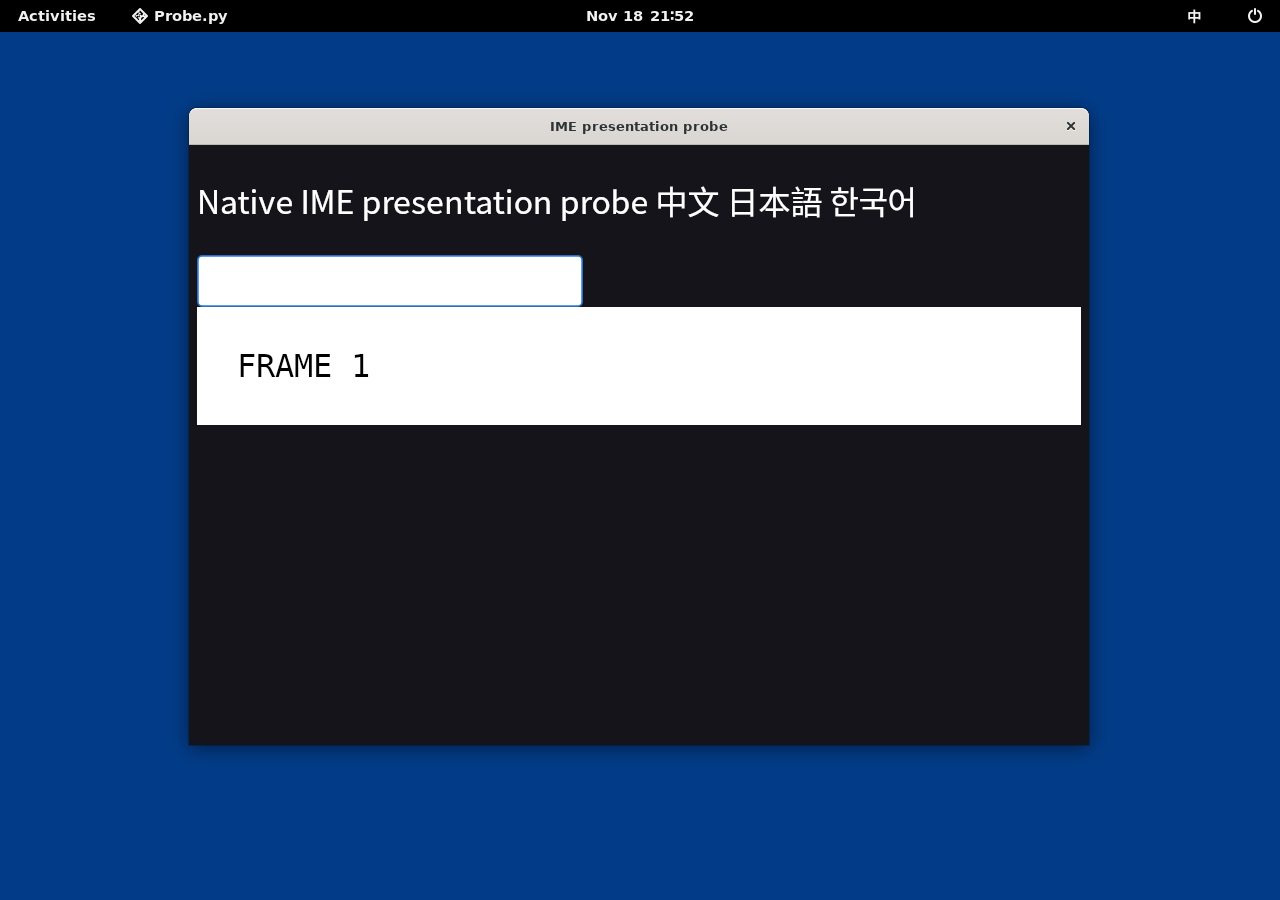 Activities
Probe.py
Nov 18 21:52
中
IME presentation probe
Native IME presentation probe 中文 日本語 한국어
FRAME 1